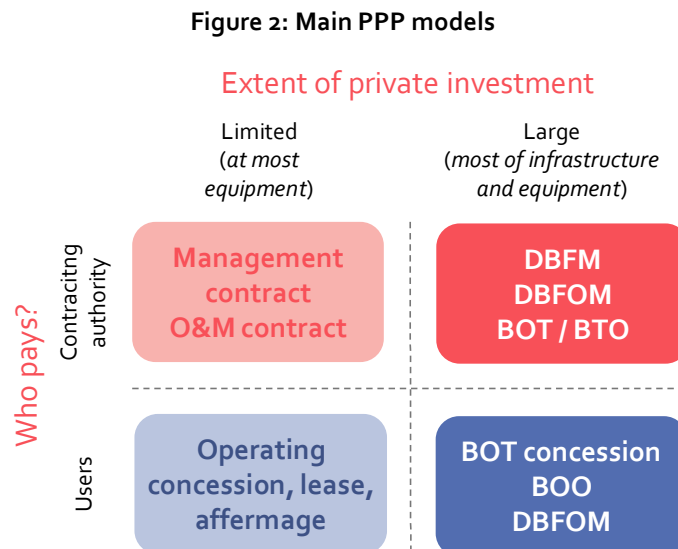 Figure 2: Main PPP models
Extent of private investment
Limited
(at most
equipment)
Large
(most of infrastructure
and equipment)
Who pays?
Contracitng
authority
Management
contract
O&M contract
DBFM
DBFOM
BOT / BTO
Users
Operating
concession, lease,
affermage
BOT concession
BOO
DBFOM